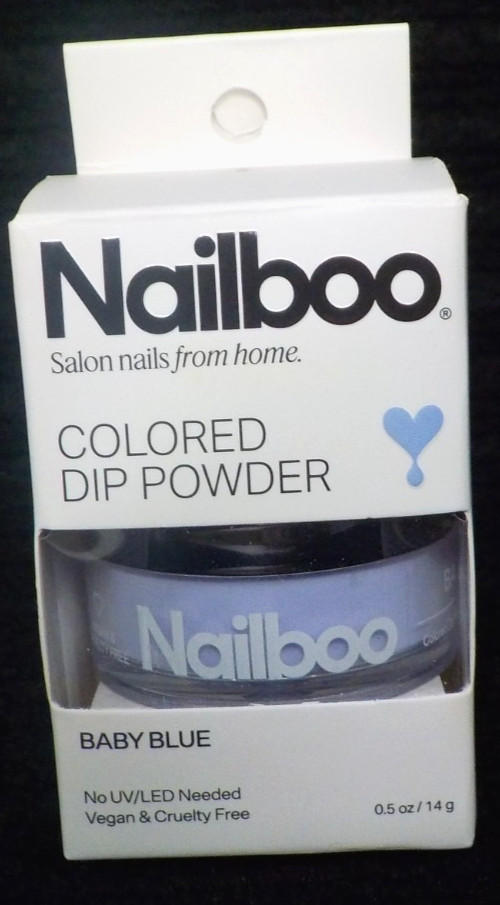 Nailboo®
Salon nails from home.
COLORED
DIP POWDER
Nailboo
BABY BLUE
No UV/LED Needed
Vegan & Cruelty Free
0.5 oz / 14 g